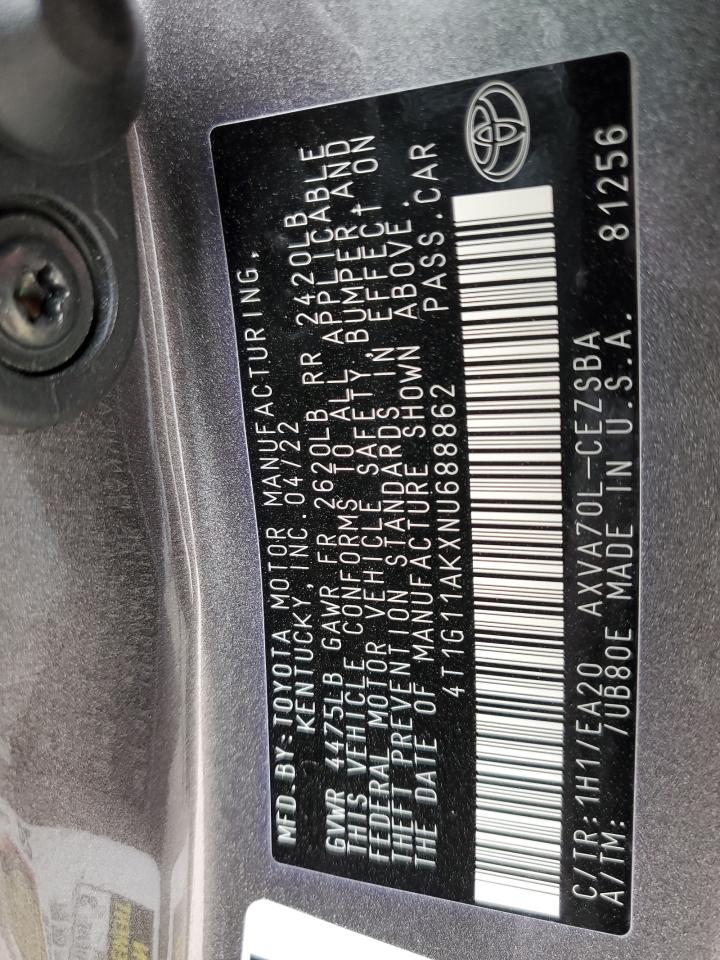 MFD.BY:TOYOTA MOTOR MANUFACTURING,
KENTUCKY, INC.04/22
GVWR 4475LB GAWR FR 2620LB RR 2420LB
THIS VEHICLE CONFORMS TO ALL APPLICABLE
FEDERAL MOTOR VEHICLE SAFETY, BUMPER, AND
THEFT PREVENTION STANDARDS IN EFFECT ON
THE DATE OF MANUFACTURE SHOWN ABOVE.
4T1G11AKXNU688862 PASS.CAR
C/TR:1H1/EA20 AXVA70L-CEZSBA
A/TM: /UB80E MADE IN U.S.A. 81256